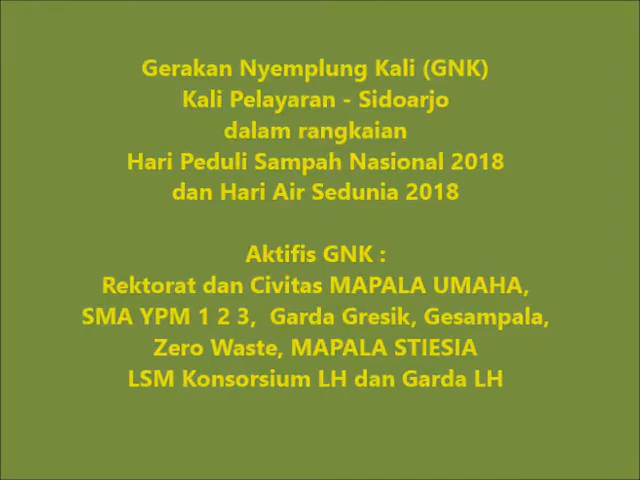 Gerakan Nyemplung Kali (GNK)
Kali Pelayaran - Sidoarjo
dalam rangkaian
Hari Peduli Sampah Nasional 2018
dan Hari Air Sedunia 2018
Aktifis GNK :
Rektorat dan Civitas MAPALA UMAHA,
SMA YPM 1 2 3, Garda Gresik, Gesampala,
Zero Waste, MAPALA STIESIA
LSM Konsorsium LH dan Garda LH